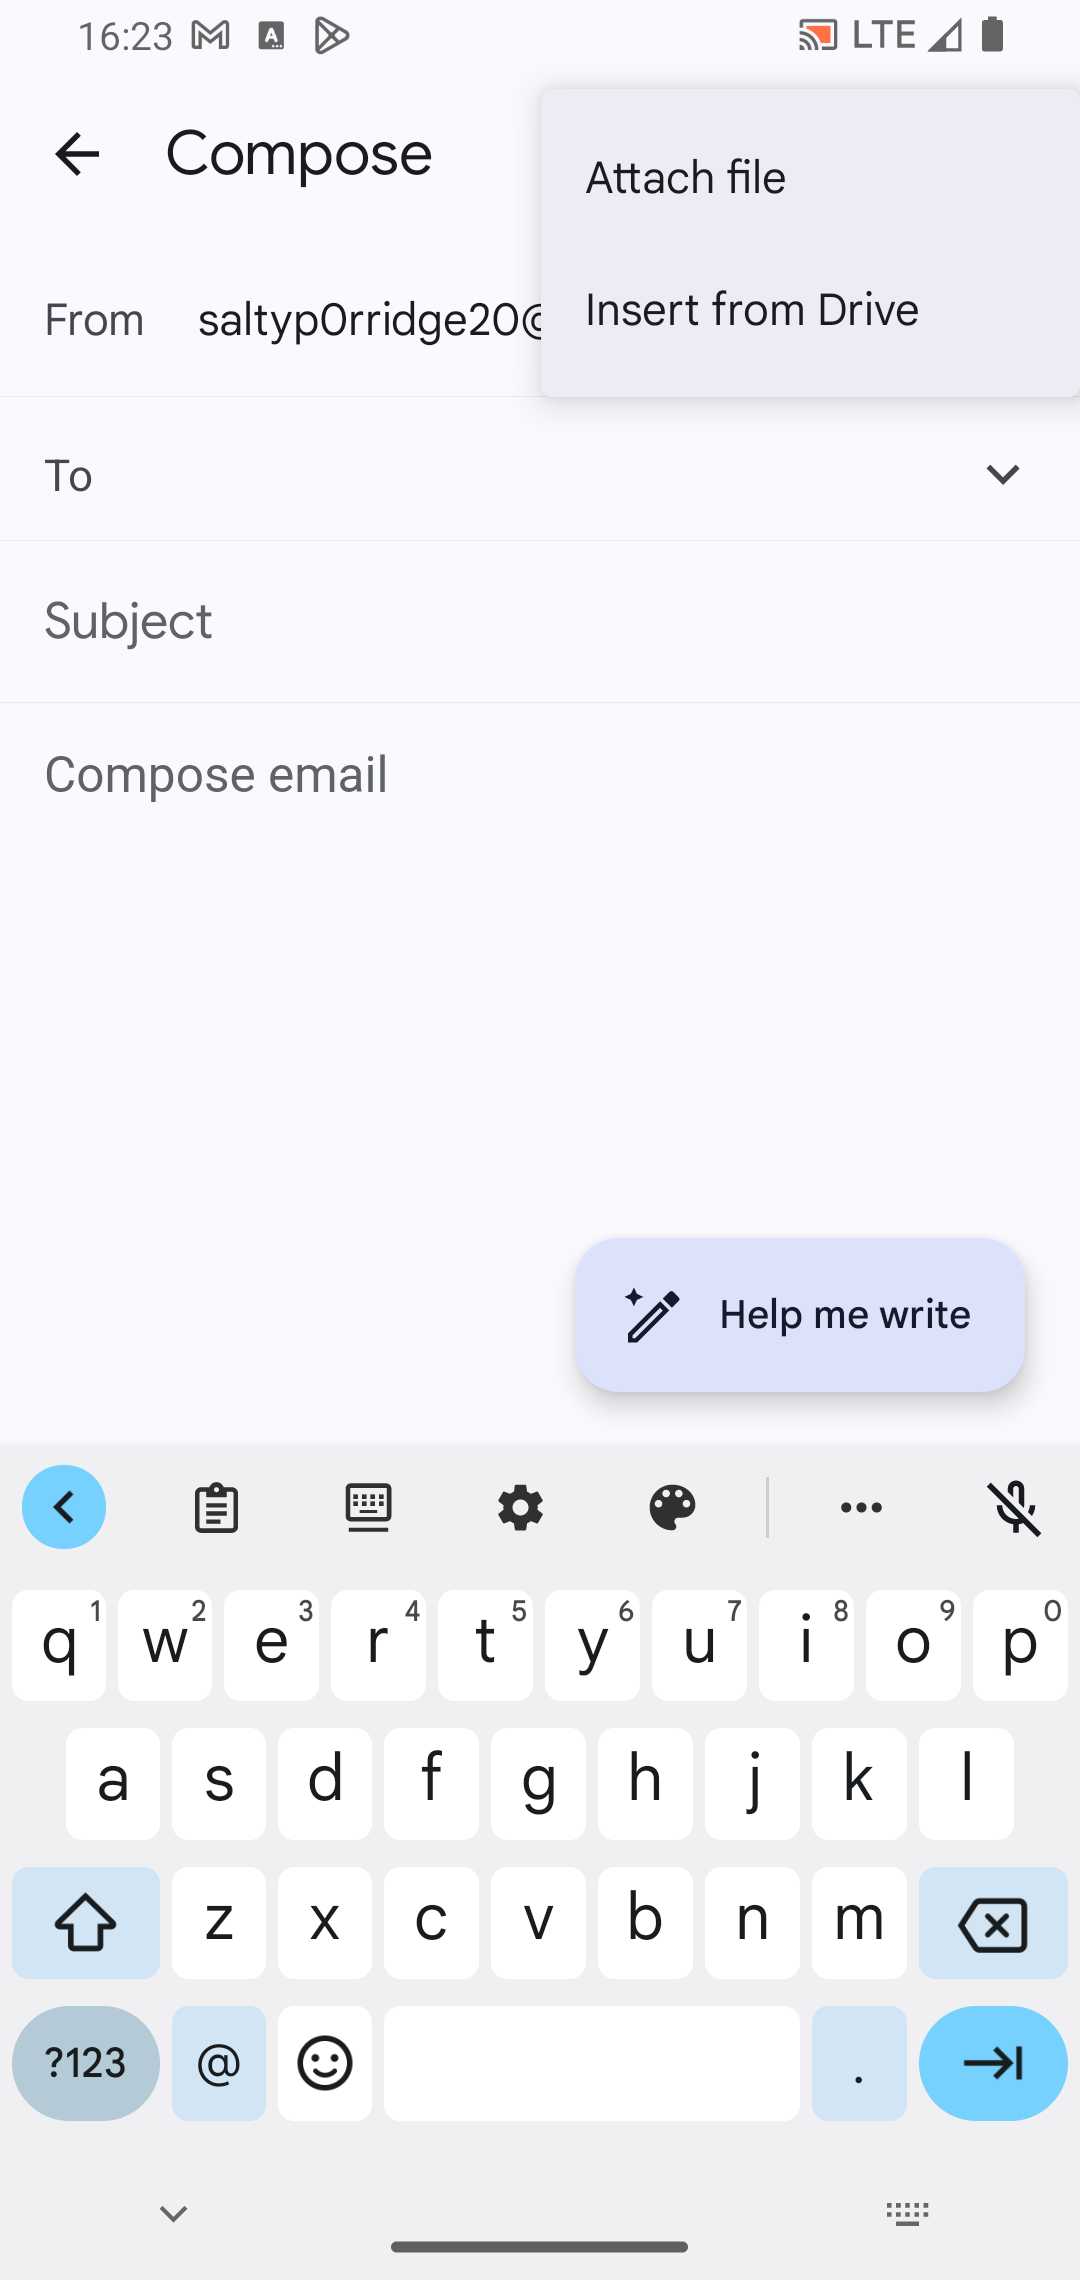 16:23
LTE
Compose
Attach file
Insert from Drive
From saltyp0rridge20@
To
Subject
Compose email
Help me write
q1 w2 e3 r4 t5 y6 u7 i8 o9 p0
a s d f g h j k l
z x c v b n m
?123 @ .